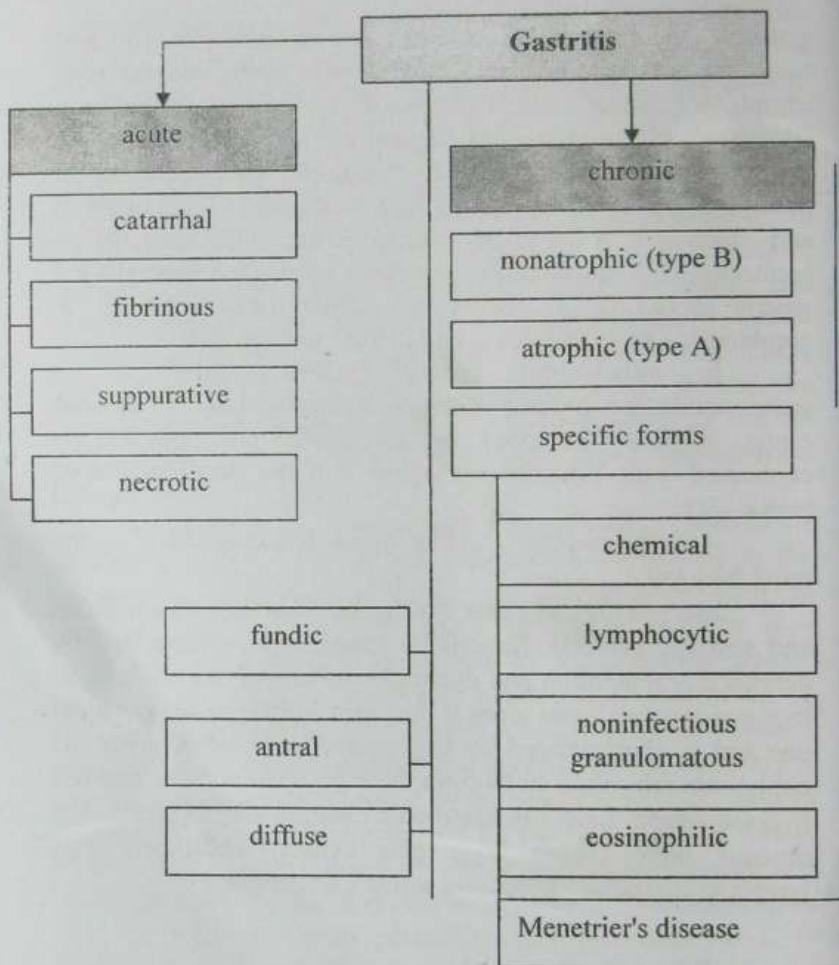 Gastritis
acute
catarrhal
fibrinous
suppurative
necrotic
chronic
nonatrophic (type B)
atrophic (type A)
specific forms
chemical
lymphocytic
noninfectious
granulomatous
eosinophilic
Menetrier's disease
fundic
antral
diffuse